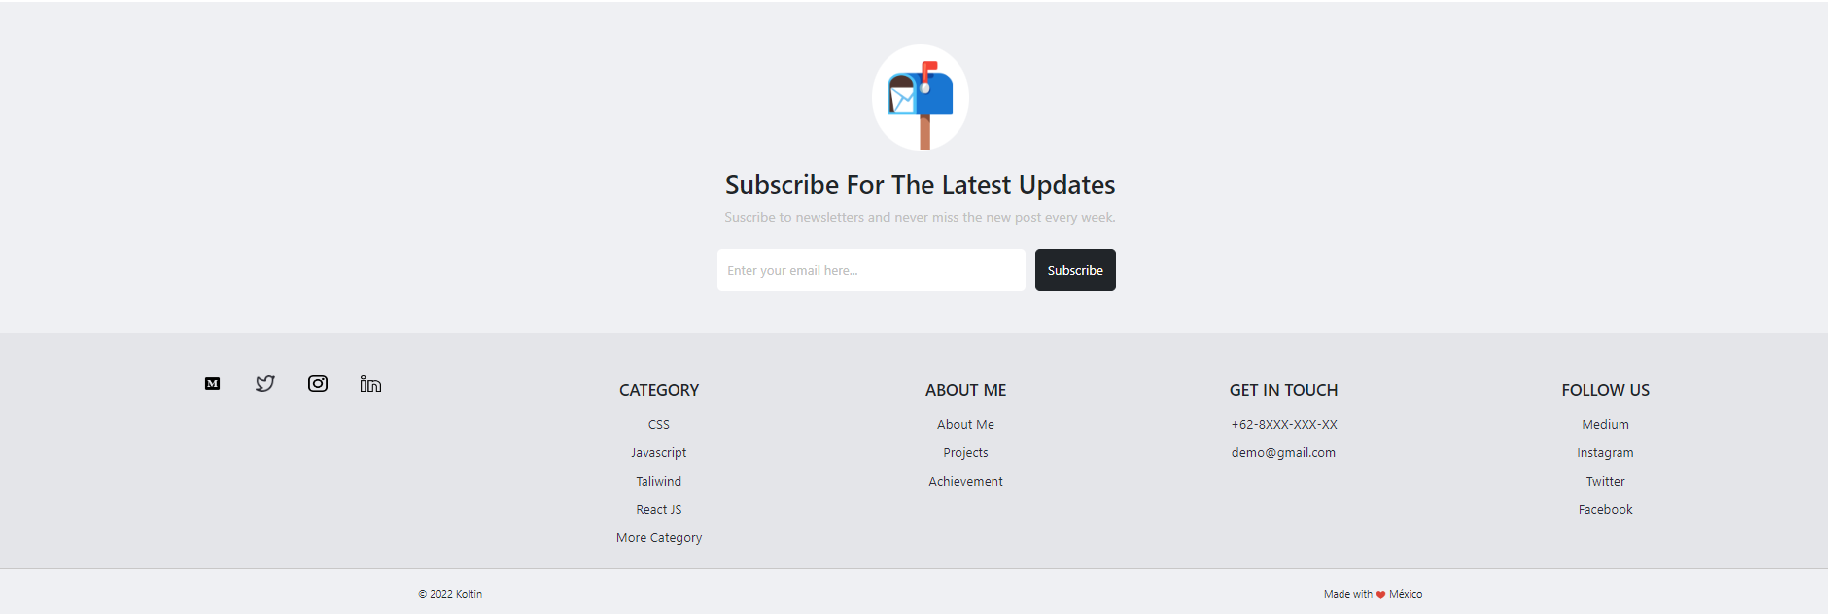 Subscribe For The Latest Updates
Suscribe to newsletters and never miss the new post every week.
Enter your email here...
Subscribe
M
in
CATEGORY
CSS
Javascript
Taliwind
React JS
More Category
ABOUT ME
About Me
Projects
Achievement
GET IN TOUCH
+62-8XXX-XXX-XX
demo@gmail.com
FOLLOW US
Medium
Instagram
Twitter
Facebook
© 2022 Koltin
Made with ❤ México